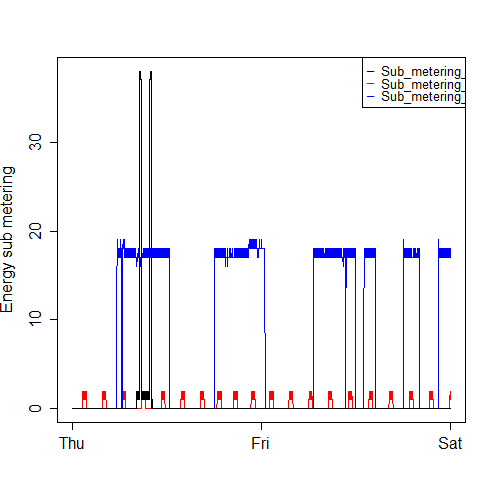 Sub_metering_
Sub_metering_
Sub_metering_
Energy sub metering
30
20
10
0
Thu
Fri
Sat